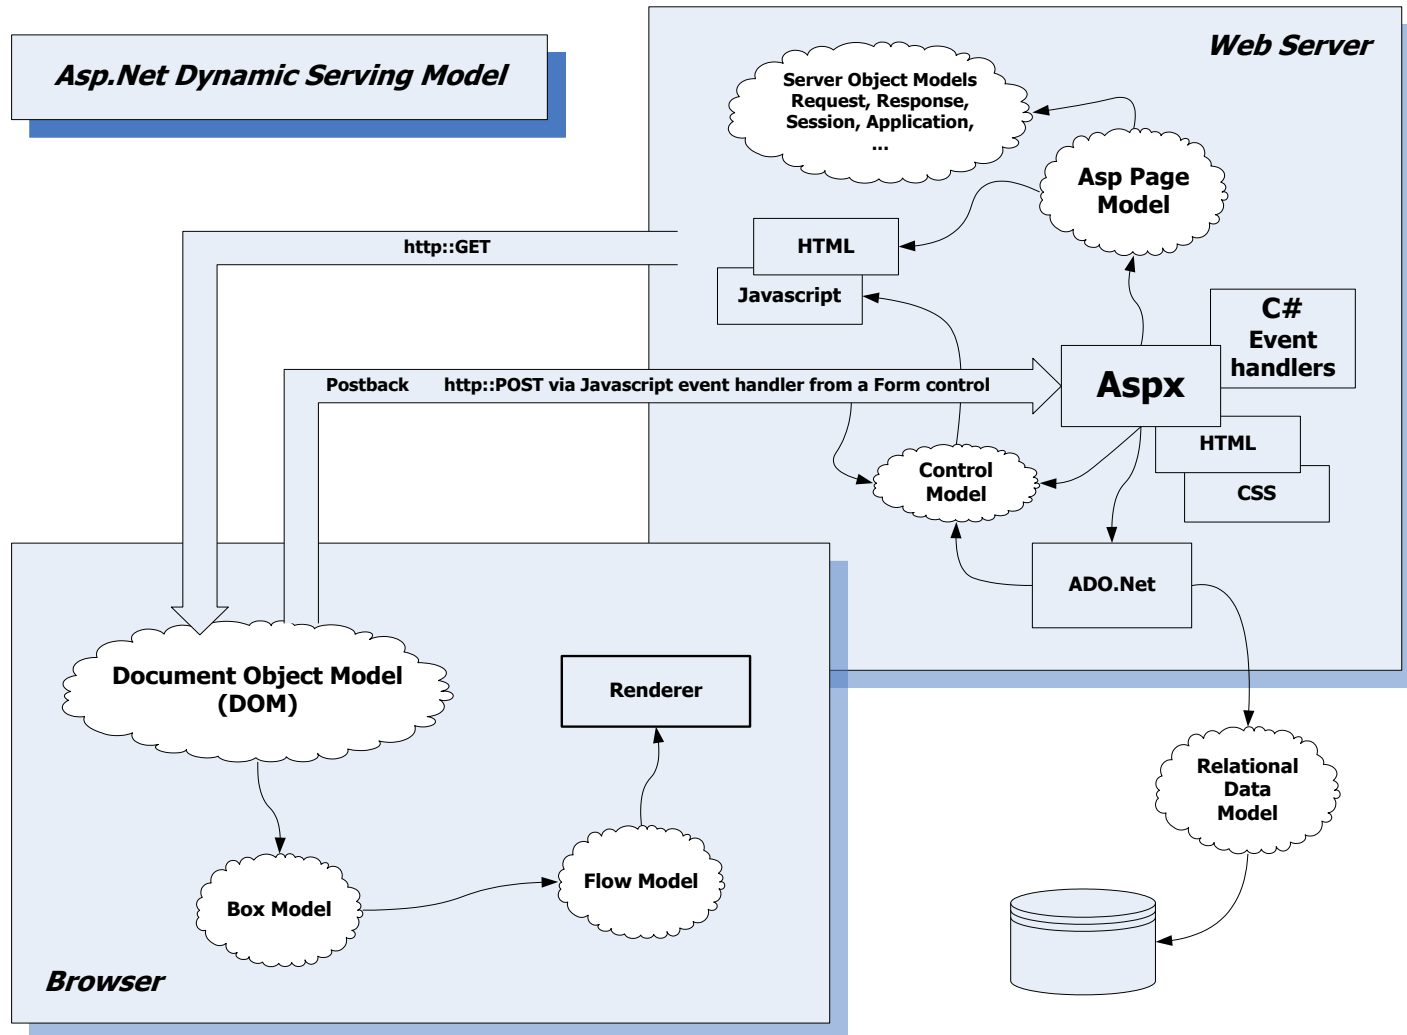 Asp.Net Dynamic Serving Model
Web Server
Server Object Models
Request, Response,
Session, Application,
...
Asp Page
Model
http::GET
HTML
Javascript
C#
Event
handlers
Postback http::POST via Javascript event handler from a Form control
Aspx
HTML
CSS
Control
Model
ADO.Net
Document Object Model
(DOM)
Renderer
Relational
Data
Model
Flow Model
Box Model
Browser